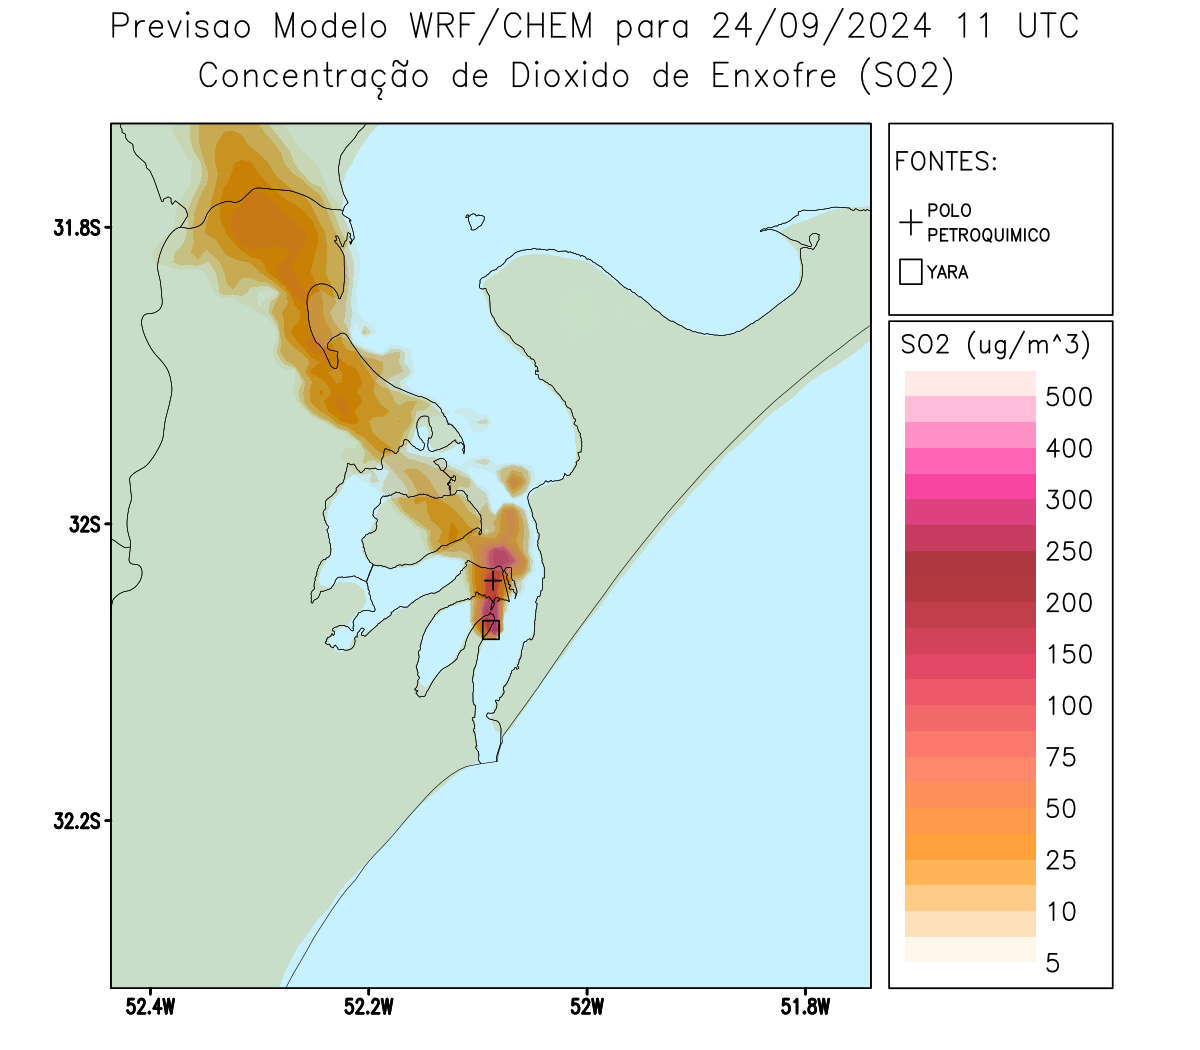 Previsao Modelo WRF/CHEM para 24/09/2024 11 UTC
Concentração de Dioxido de Enxofre (SO2)
FONTES:
POLO
PETROQUIMICO
YARA
SO2 (ug/m^3)
500
400
300
250
200
150
100
75
50
25
10
5
31.8S
32S
32.2S
52.4W
52.2W
52W
51.8W